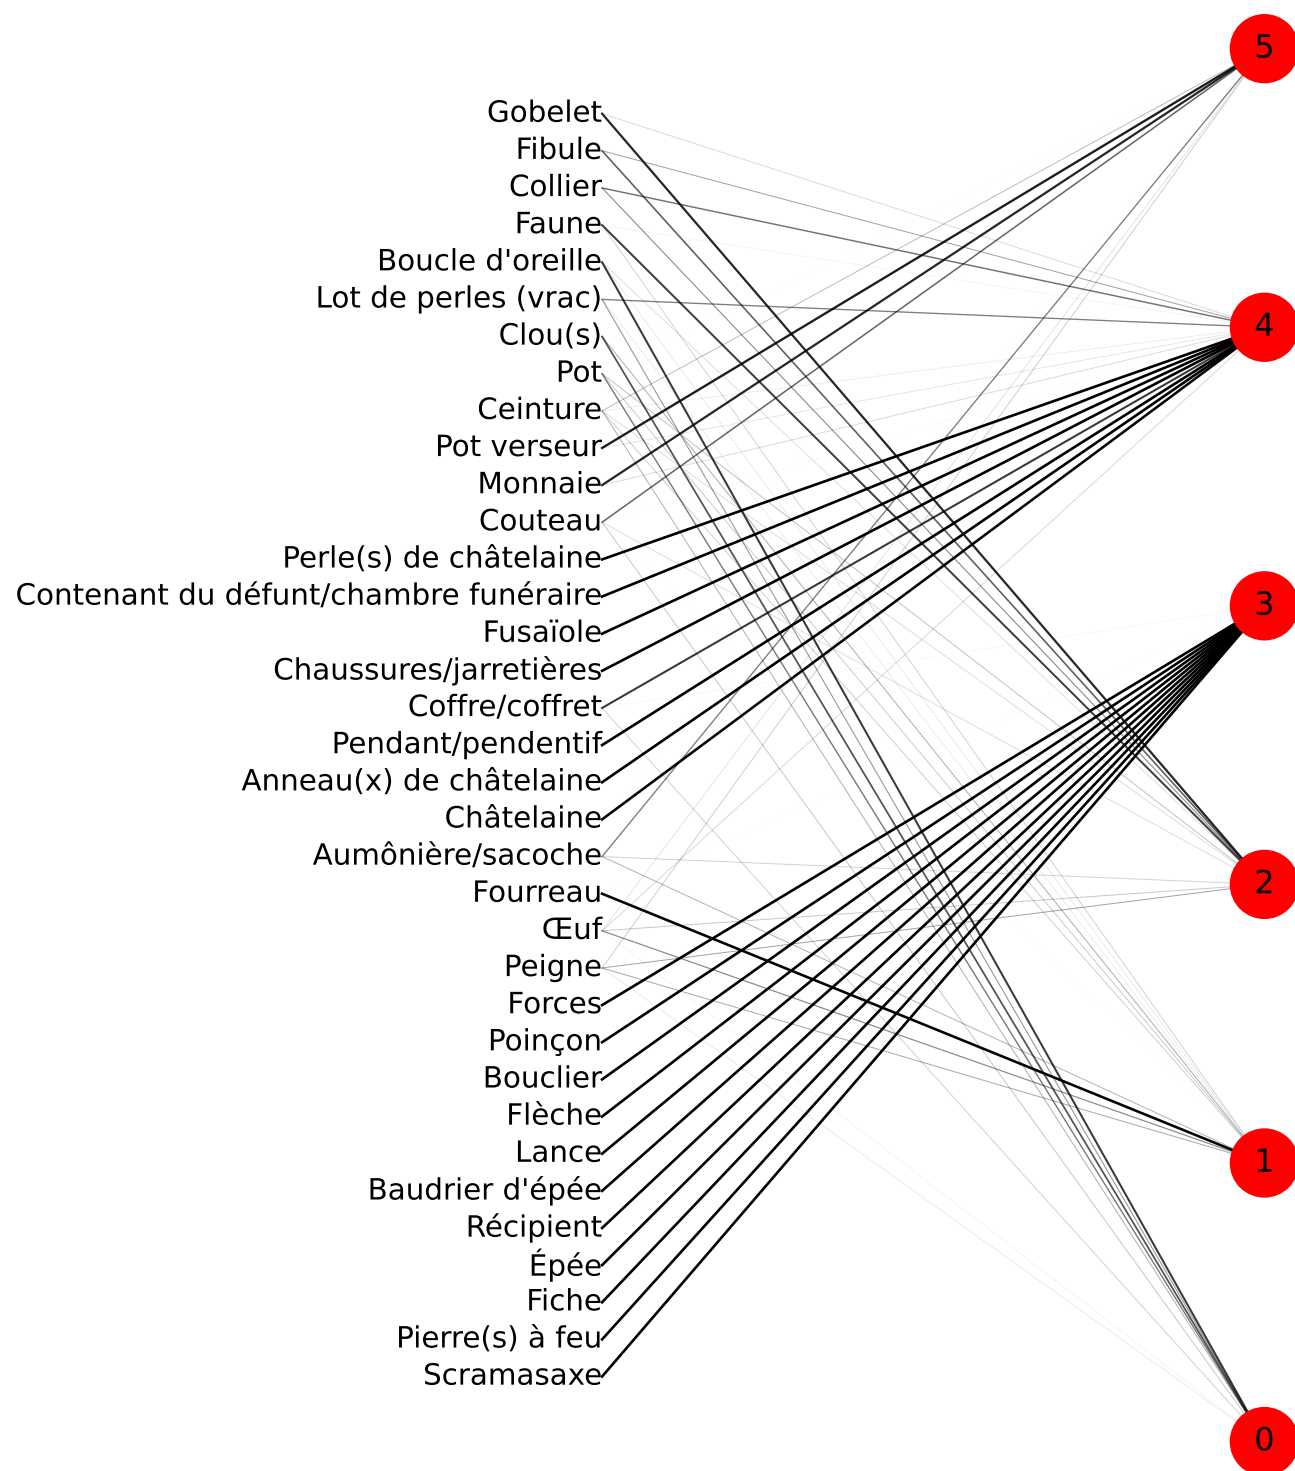 5
Gobelet
Fibule
Collier
Faune
Boucle d'oreille
Lot de perles (vrac)
4
Clou(s)
Pot
Ceinture
Pot verseur
Monnaie
Couteau
Perle(s) de châtelaine
Contenant du défunt/chambre funéraire
3
Fusaïole
Chaussures/jarretières
Coffre/coffret
Pendant/pendentif
Anneau(x) de châtelaine
Châtelaine
Aumônière/sacoche
2
Fourreau
Œuf
Peigne
Forces
Poinçon
Bouclier
Flèche
Lance
1
Baudrier d'épée
Récipient
Épée
Fiche
Pierre(s) à feu
Scramasaxe
0